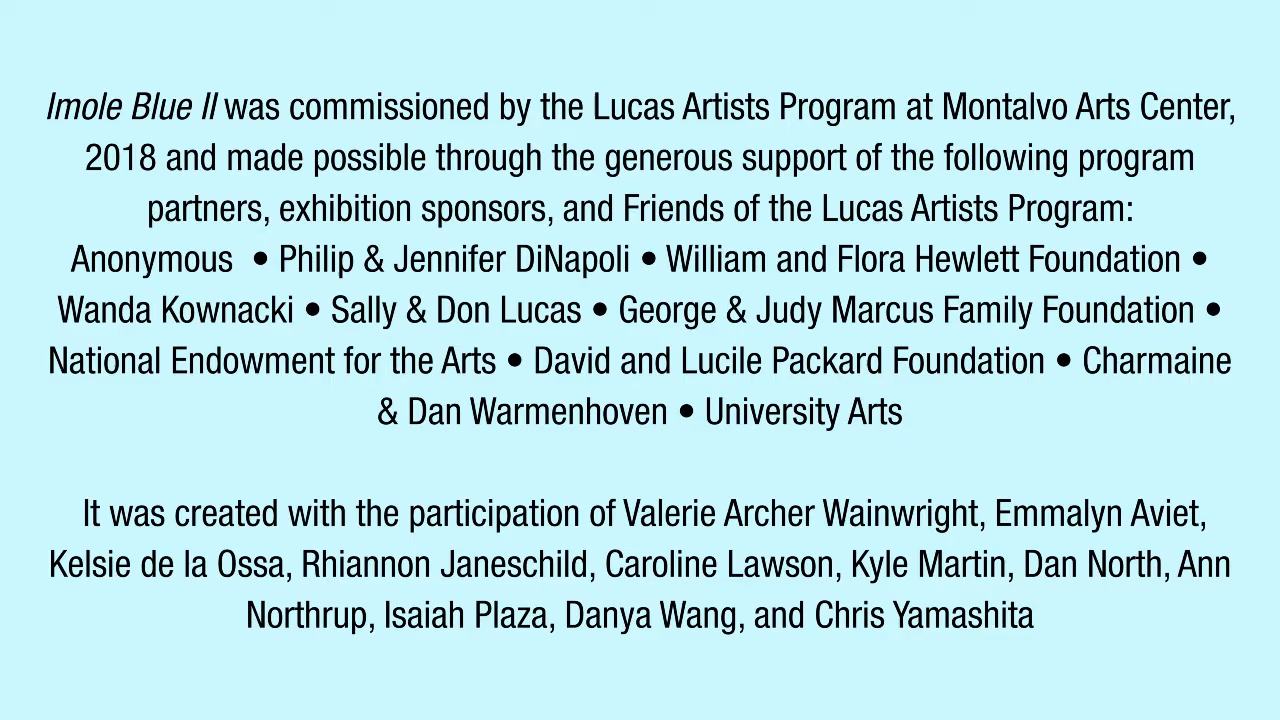 Imole Blue II was commissioned by the Lucas Artists Program at Montalvo Arts Center,
2018 and made possible through the generous support of the following program
partners, exhibition sponsors, and Friends of the Lucas Artists Program:
Anonymous • Philip & Jennifer DiNapoli • William and Flora Hewlett Foundation •
Wanda Kownacki • Sally & Don Lucas • George & Judy Marcus Family Foundation •
National Endowment for the Arts • David and Lucile Packard Foundation • Charmaine
& Dan Warmenhoven • University Arts
It was created with the participation of Valerie Archer Wainwright, Emmalyn Aviet,
Kelsie de la Ossa, Rhiannon Janeschild, Caroline Lawson, Kyle Martin, Dan North, Ann
Northrup, Isaiah Plaza, Danya Wang, and Chris Yamashita